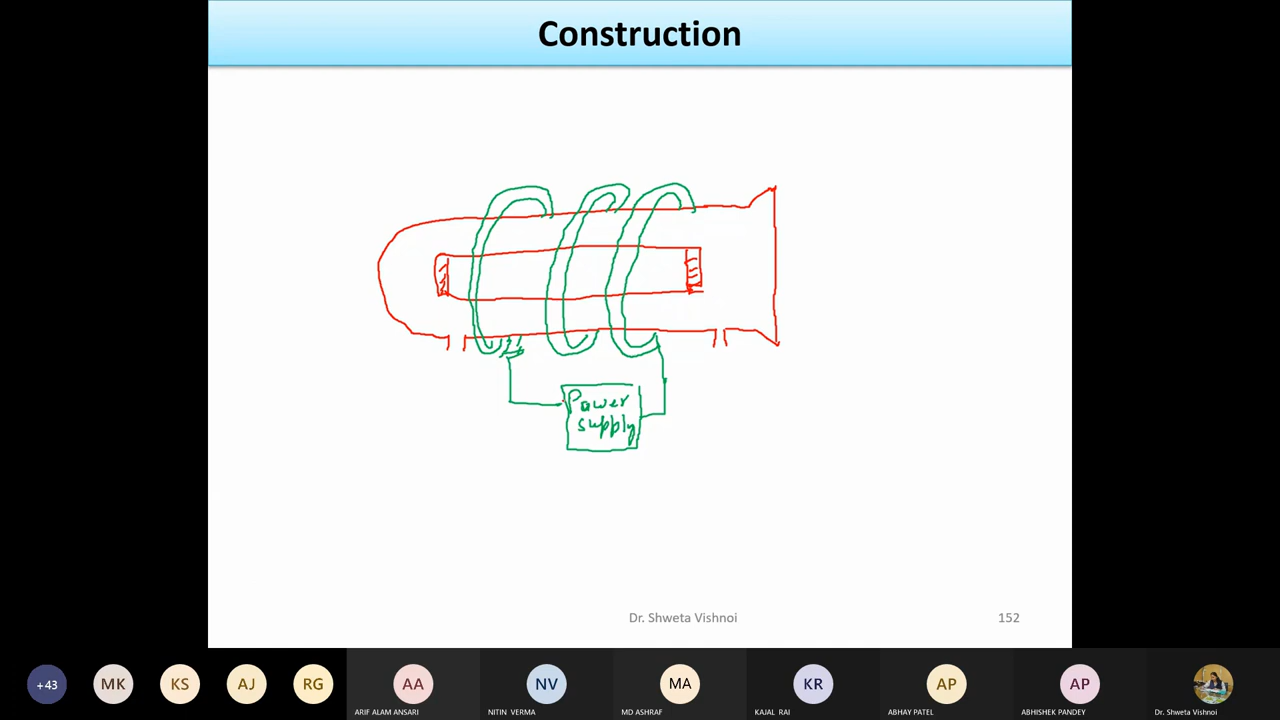 Construction
Power
supply
Dr. Shweta Vishnoi
152
+43
MK
KS
AJ
RG
AA
NV
MA
KR
AP
AP
ARIF ALAM ANSARI
NITIN VERMA
MD ASHRAF
KAJAL RAI
ABHAY PATEL
ABHISHEK PANDEY
Dr. Shweta Vishnoi